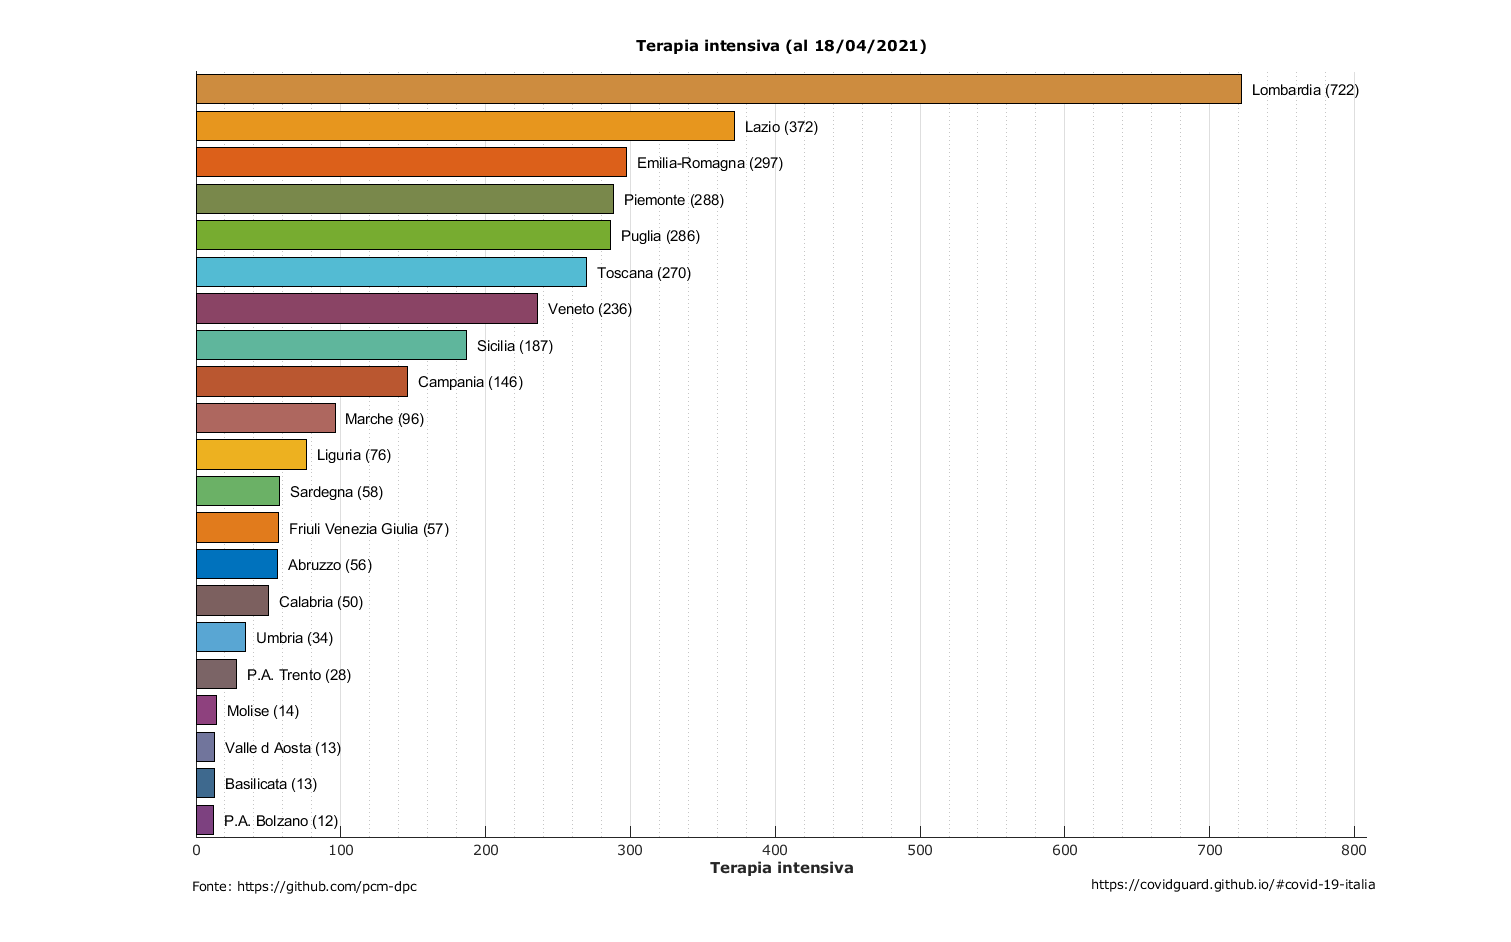 Terapia intensiva (al 18/04/2021)
Lombardia (722)
Lazio (372)
Emilia-Romagna (297)
Piemonte (288)
Puglia (286)
Toscana (270)
Veneto (236)
Sicilia (187)
Campania (146)
Marche (96)
Liguria (76)
Sardegna (58)
Friuli Venezia Giulia (57)
Abruzzo (56)
Calabria (50)
Umbria (34)
P.A. Trento (28)
Molise (14)
Valle d Aosta (13)
Basilicata (13)
P.A. Bolzano (12)
0 100 200 300 400 500 600 700 800
Terapia intensiva
Fonte: https://github.com/pcm-dpc
https://covidguard.github.io/#covid-19-italia